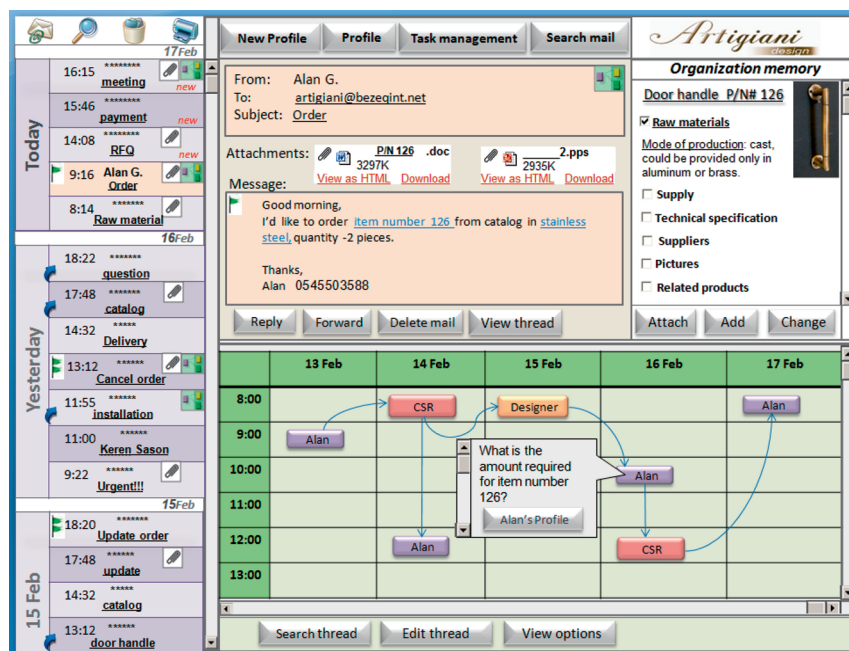 17Feb
Today
16:15 ********
meeting
new
15:46 ********
payment
new
14:08 ********
RFQ
new
9:16 Alan G.
Order
8:14 ********
Raw material
16Feb
Yesterday
18:22 *******
question
17:48 ******
catalog
14:32 *****
Delivery
13:12 ******
Cancel order
11:55 ******
installation
11:00 ******
Keren Sason
9:22 ******
Urgent!!!
15Feb
15 Feb
18:20 *******
Update order
17:48 ******
update
14:32 *****
catalog
13:12 ******
door handle
New Profile
Profile
Task management
Search mail
From: Alan G.
To: artigiani@bezeqint.net
Subject: Order
Attachments:
P/N 126 .doc
3297K
View as HTML Download
______2.pps
2935K
View as HTML Download
Message:
Good morning,
I'd like to order item number 126 from catalog in stainless
steel, quantity -2 pieces.
Thanks,
Alan 0545503588
Reply
Forward
Delete mail
View thread
Artigiani
design
Organization memory
Door handle P/N# 126
Raw materials
Mode of production: cast,
could be provided only in
aluminum or brass.
Supply
Technical specification
Suppliers
Pictures
Related products
Attach
Add
Change
13 Feb 14 Feb 15 Feb 16 Feb 17 Feb
8:00
CSR
Designer
Alan
9:00
Alan
What is the
amount required
for item number
126?
Alan's Profile
10:00
Alan
11:00
12:00
Alan
CSR
13:00
Search thread
Edit thread
View options